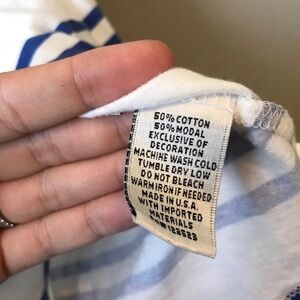 50% COTTON
50% MODAL
EXCLUSIVE OF
DECORATION
MACHINE WASH COLD
TUMBLE DRY LOW
DO NOT BLEACH
WARM IRON IF NEEDED
MADE IN U.S.A.
WITH IMPORTED
MATERIALS